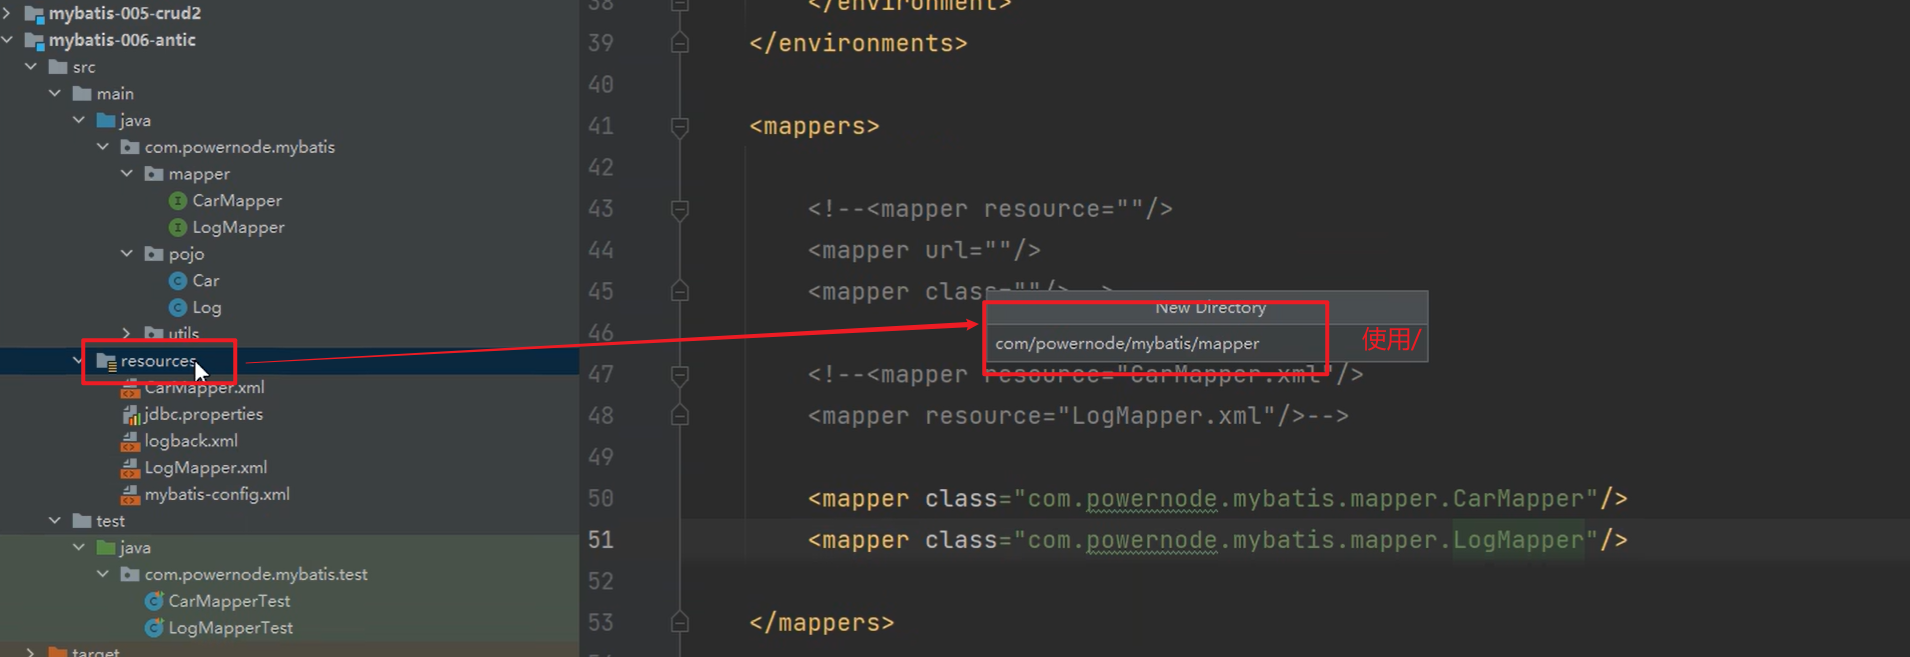 mybatis-005-crud2
mybatis-006-antic
src
main
java
com.powernode.mybatis
mapper
CarMapper
LogMapper
pojo
Car
Log
utils
resources
CarMapper.xml
jdbc.properties
logback.xml
LogMapper.xml
mybatis-config.xml
test
java
com.powernode.mybatis.test
CarMapperTest
LogMapperTest
target
38 </environment>
39 </environments>
40
41 <mappers>
42
43 <!--<mapper resource=""/>
44 <mapper url=""/>
45 <mapper class=""/>
46
47 <!--<mapper resource="CarMapper.xml"/>
48 <mapper resource="LogMapper.xml"/>-->
49
50 <mapper class="com.powernode.mybatis.mapper.CarMapper"/>
51 <mapper class="com.powernode.mybatis.mapper.LogMapper"/>
52
53 </mappers>
New Directory
com/powernode/mybatis/mapper
使用/